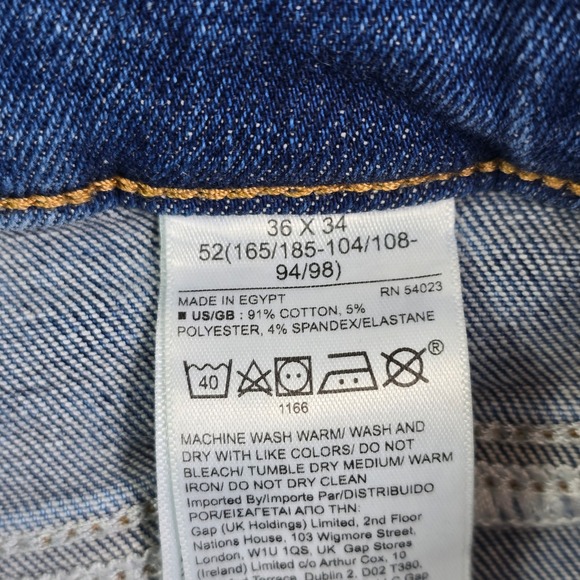 36 X 34
52(165/185-104/108-
94/98)
MADE IN EGYPT RN 54023
■ US/GB : 91% COTTON, 5%
POLYESTER, 4% SPANDEX/ELASTANE
40
®
1166
MACHINE WASH WARM/ WASH AND
DRY WITH LIKE COLORS/ DO NOT
BLEACH/ TUMBLE DRY MEDIUM/ WARM
IRON/ DO NOT DRY CLEAN
Imported By/Importe Par/DISTRIBUIDO
POR/ΕΙΣΑΓΕΤΑΙ ΑΠΟ ΤΗΝ:
Gap (UK Holdings) Limited, 2nd Floor
Nations House, 103 Wigmore Street,
London, W1U 1QS, UK Gap Stores
(Ireland) Limited c/o Arthur Cox, 10
Terrace, Dublin 2, D02 T380,